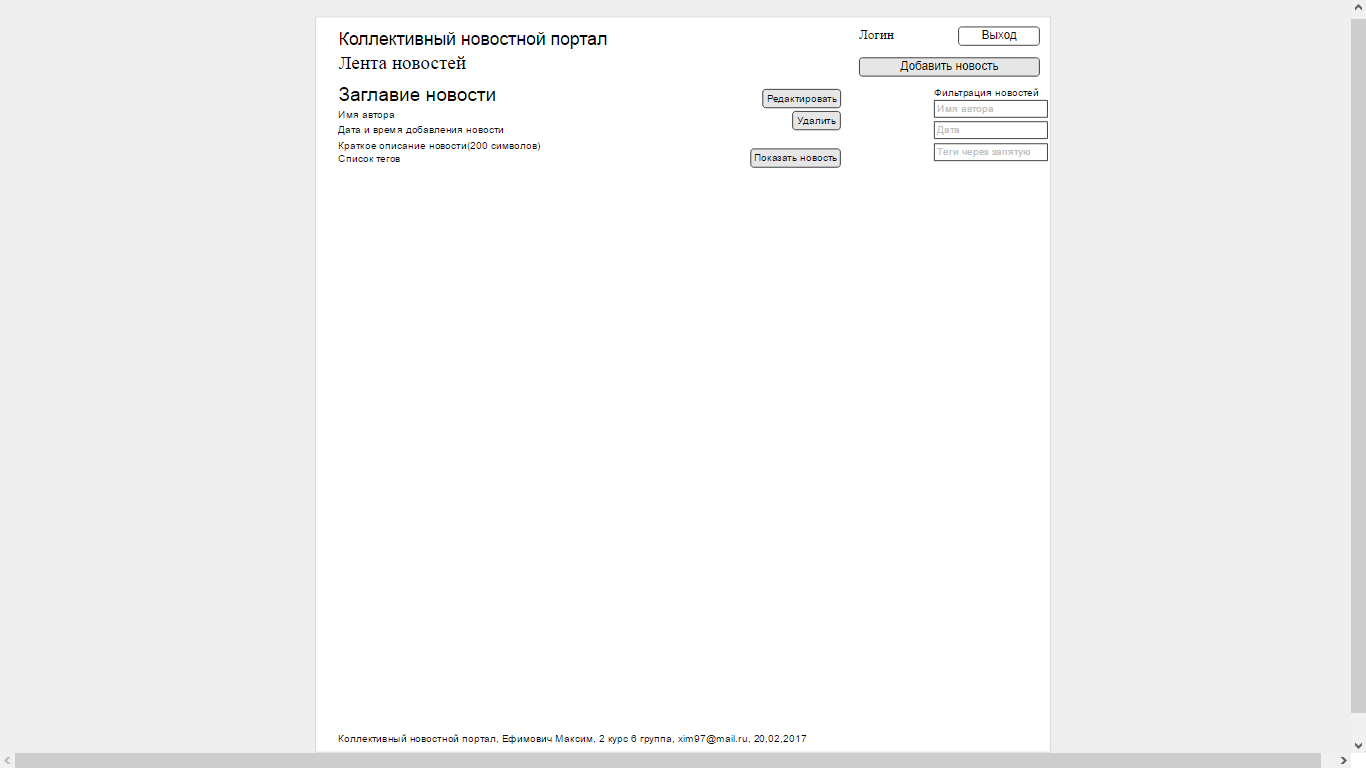 Коллективный новостной портал
Логин
Выход
Лента новостей
Добавить новость
Заглавие новости
Редактировать
Фильтрация новостей
Имя автора
Имя автора
Удалить
Дата и время добавления новости
Дата
Краткое описание новости(200 символов)
Теги через запятую
Список тегов
Показать новость
Коллективный новостной портал, Ефимович Максим, 2 курс 6 группа, xim97@mail.ru, 20,02,2017